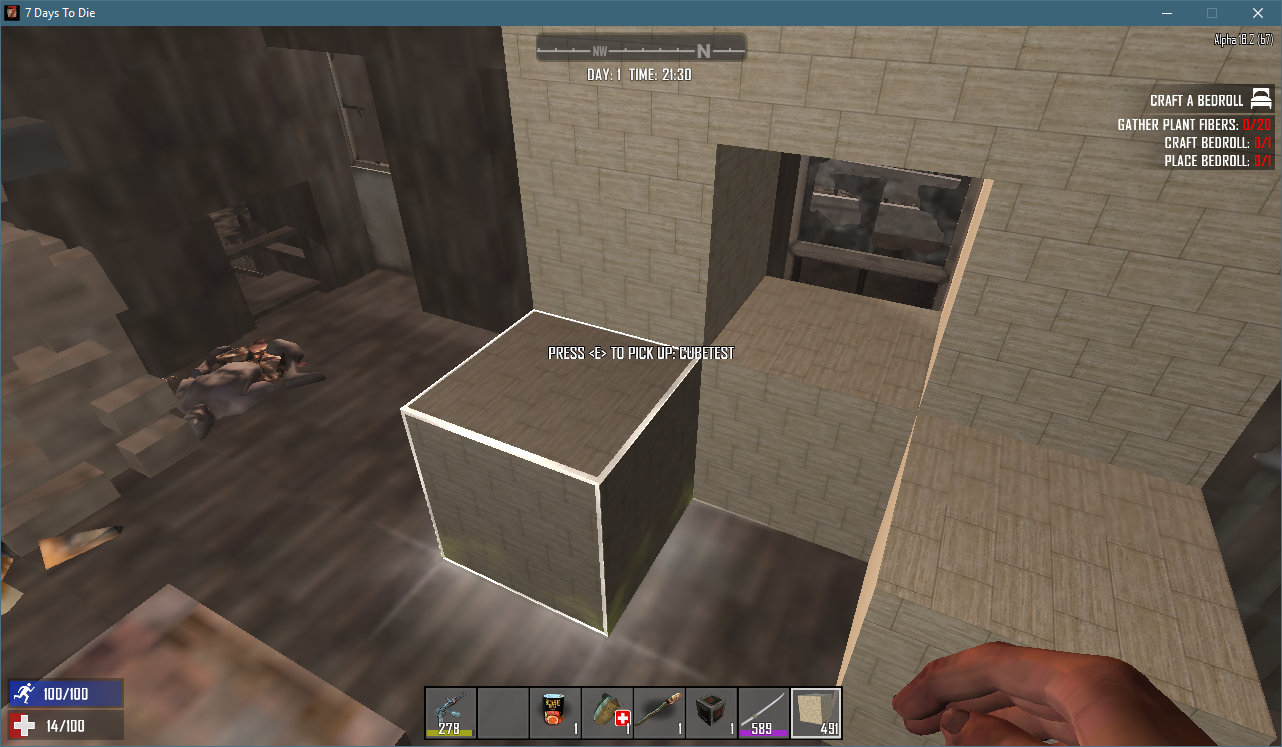 7 Days To Die
Alpha 18.2 (b7)
NW N
DAY: 1 TIME: 21:30
CRAFT A BEDROLL
GATHER PLANT FIBERS: 0/20
CRAFT BEDROLL: 0/1
PLACE BEDROLL: 0/1
PRESS <E> TO PICK UP: CUBETEST
100/100
14/100
278
1
1
1
1
589
491